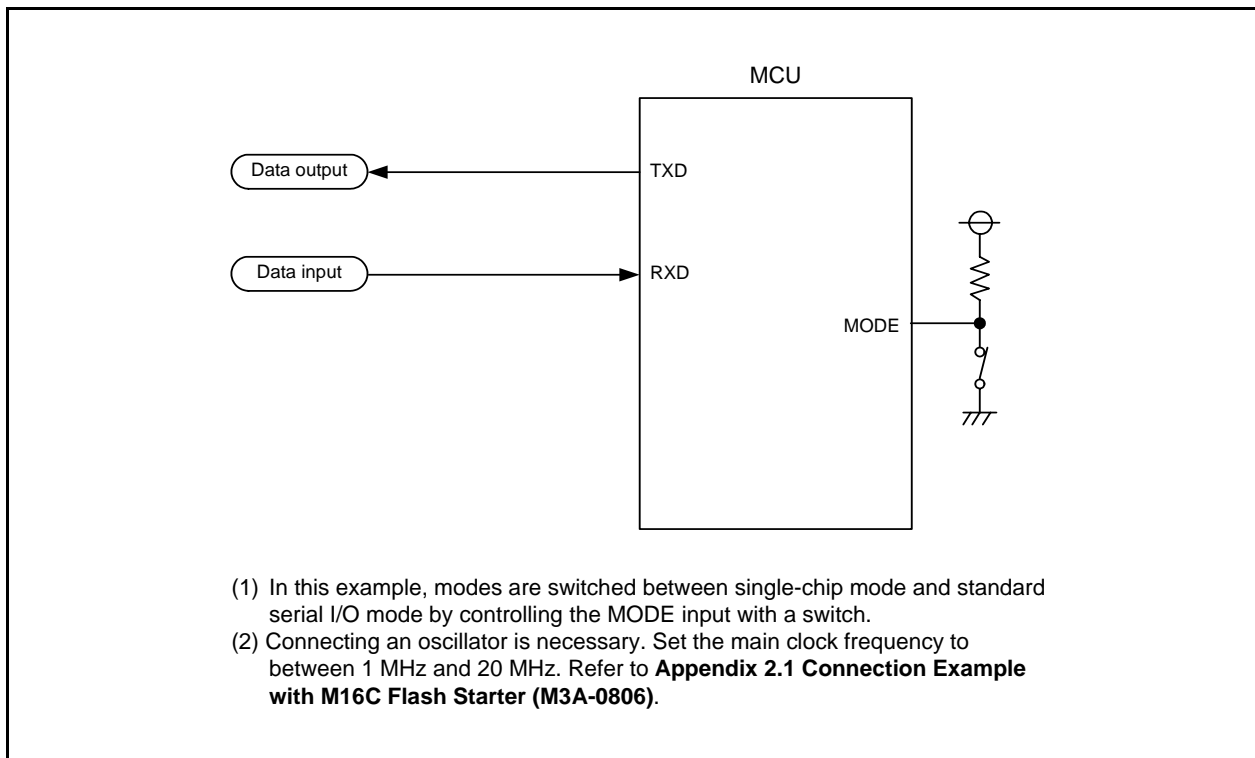 MCU
Data output
TXD
Data input
RXD
MODE
(1) In this example, modes are switched between single-chip mode and standard
serial I/O mode by controlling the MODE input with a switch.
(2) Connecting an oscillator is necessary. Set the main clock frequency to
between 1 MHz and 20 MHz. Refer to Appendix 2.1 Connection Example
with M16C Flash Starter (M3A-0806).